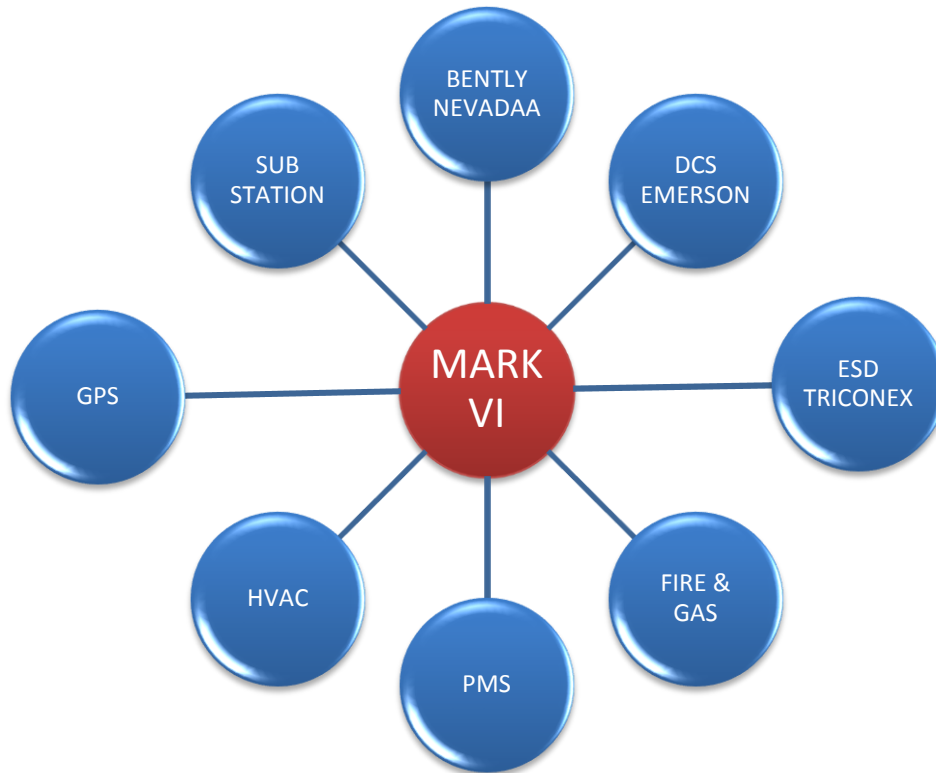 BENTLY
NEVADAA
SUB
STATION
DCS
EMERSON
GPS
MARK
VI
ESD
TRICONEX
HVAC
FIRE &
GAS
PMS